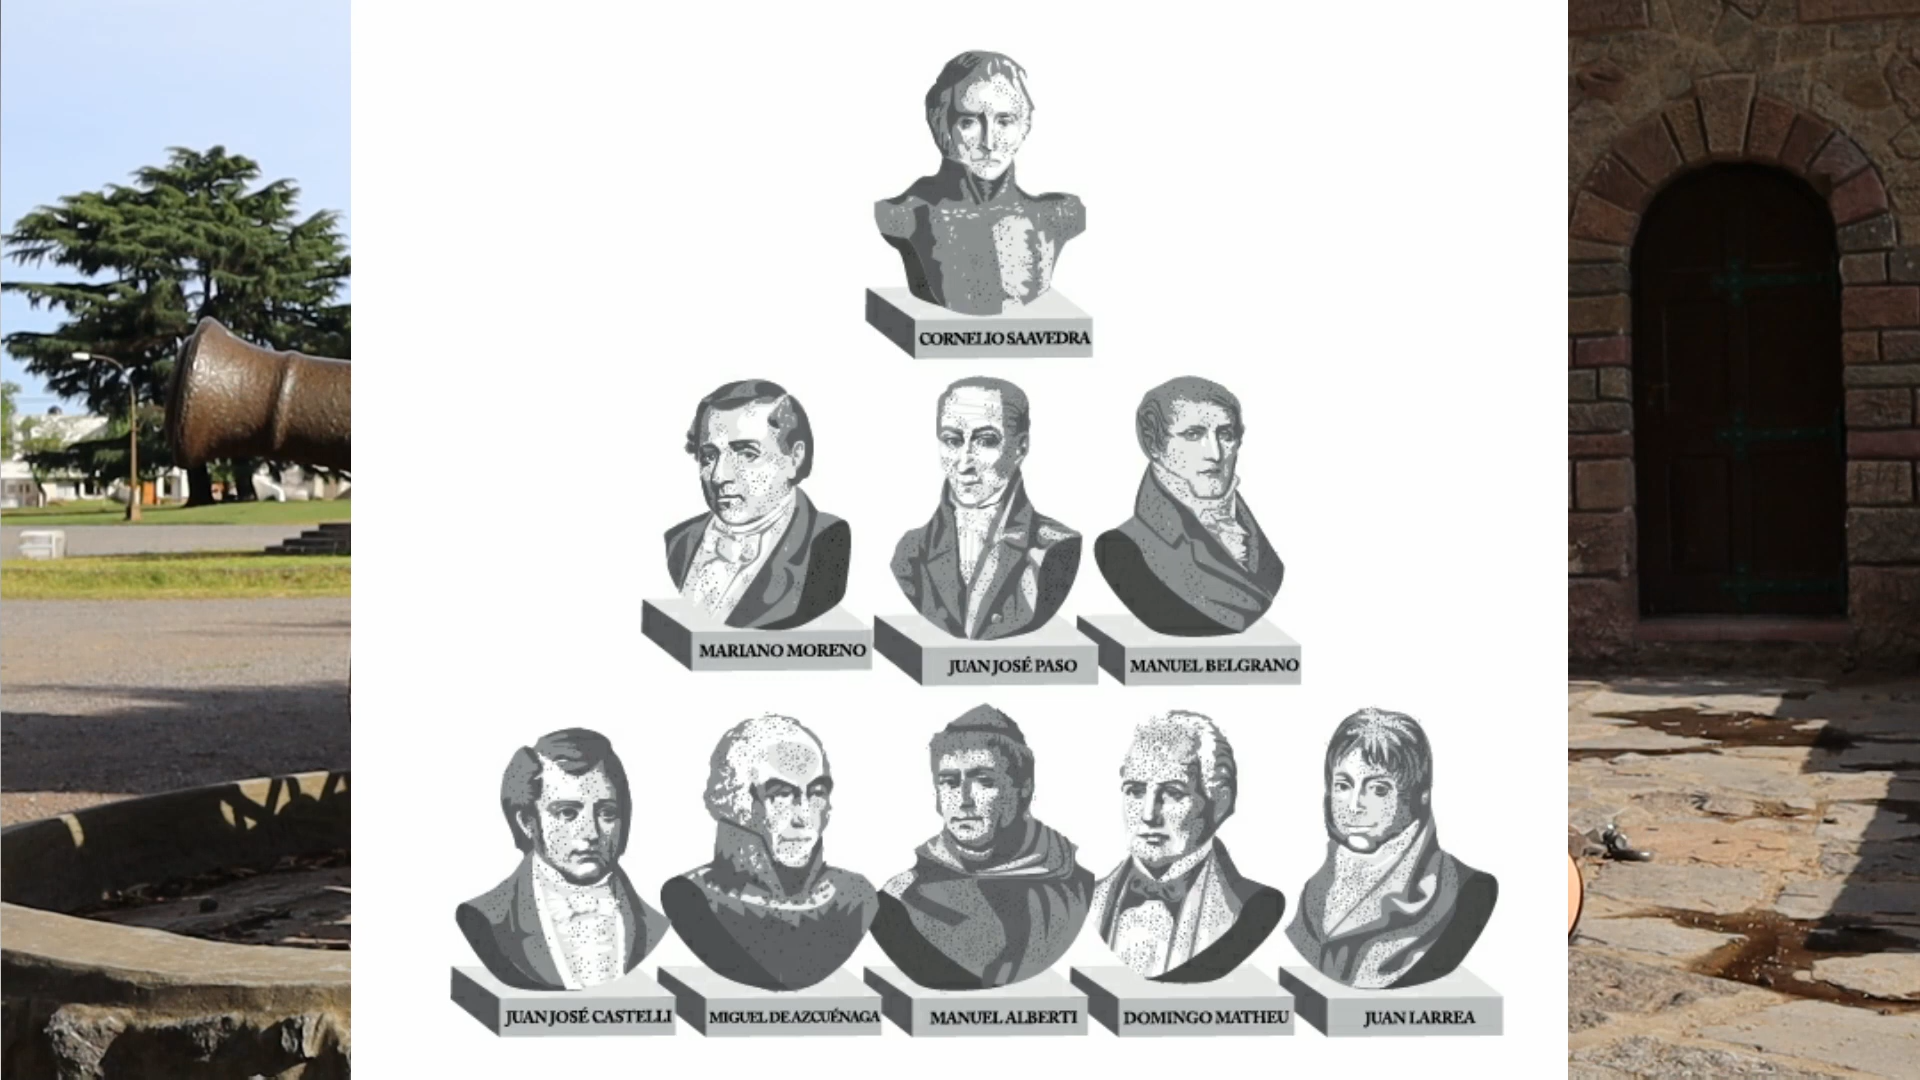 CORNELIO SAAVEDRA
MARIANO MORENO
JUAN JOSÉ PASO
MANUEL BELGRANO
JUAN JOSÉ CASTELLI
MIGUEL DE AZCUÉNAGA
MANUEL ALBERTI
DOMINGO MATHEU
JUAN LARREA